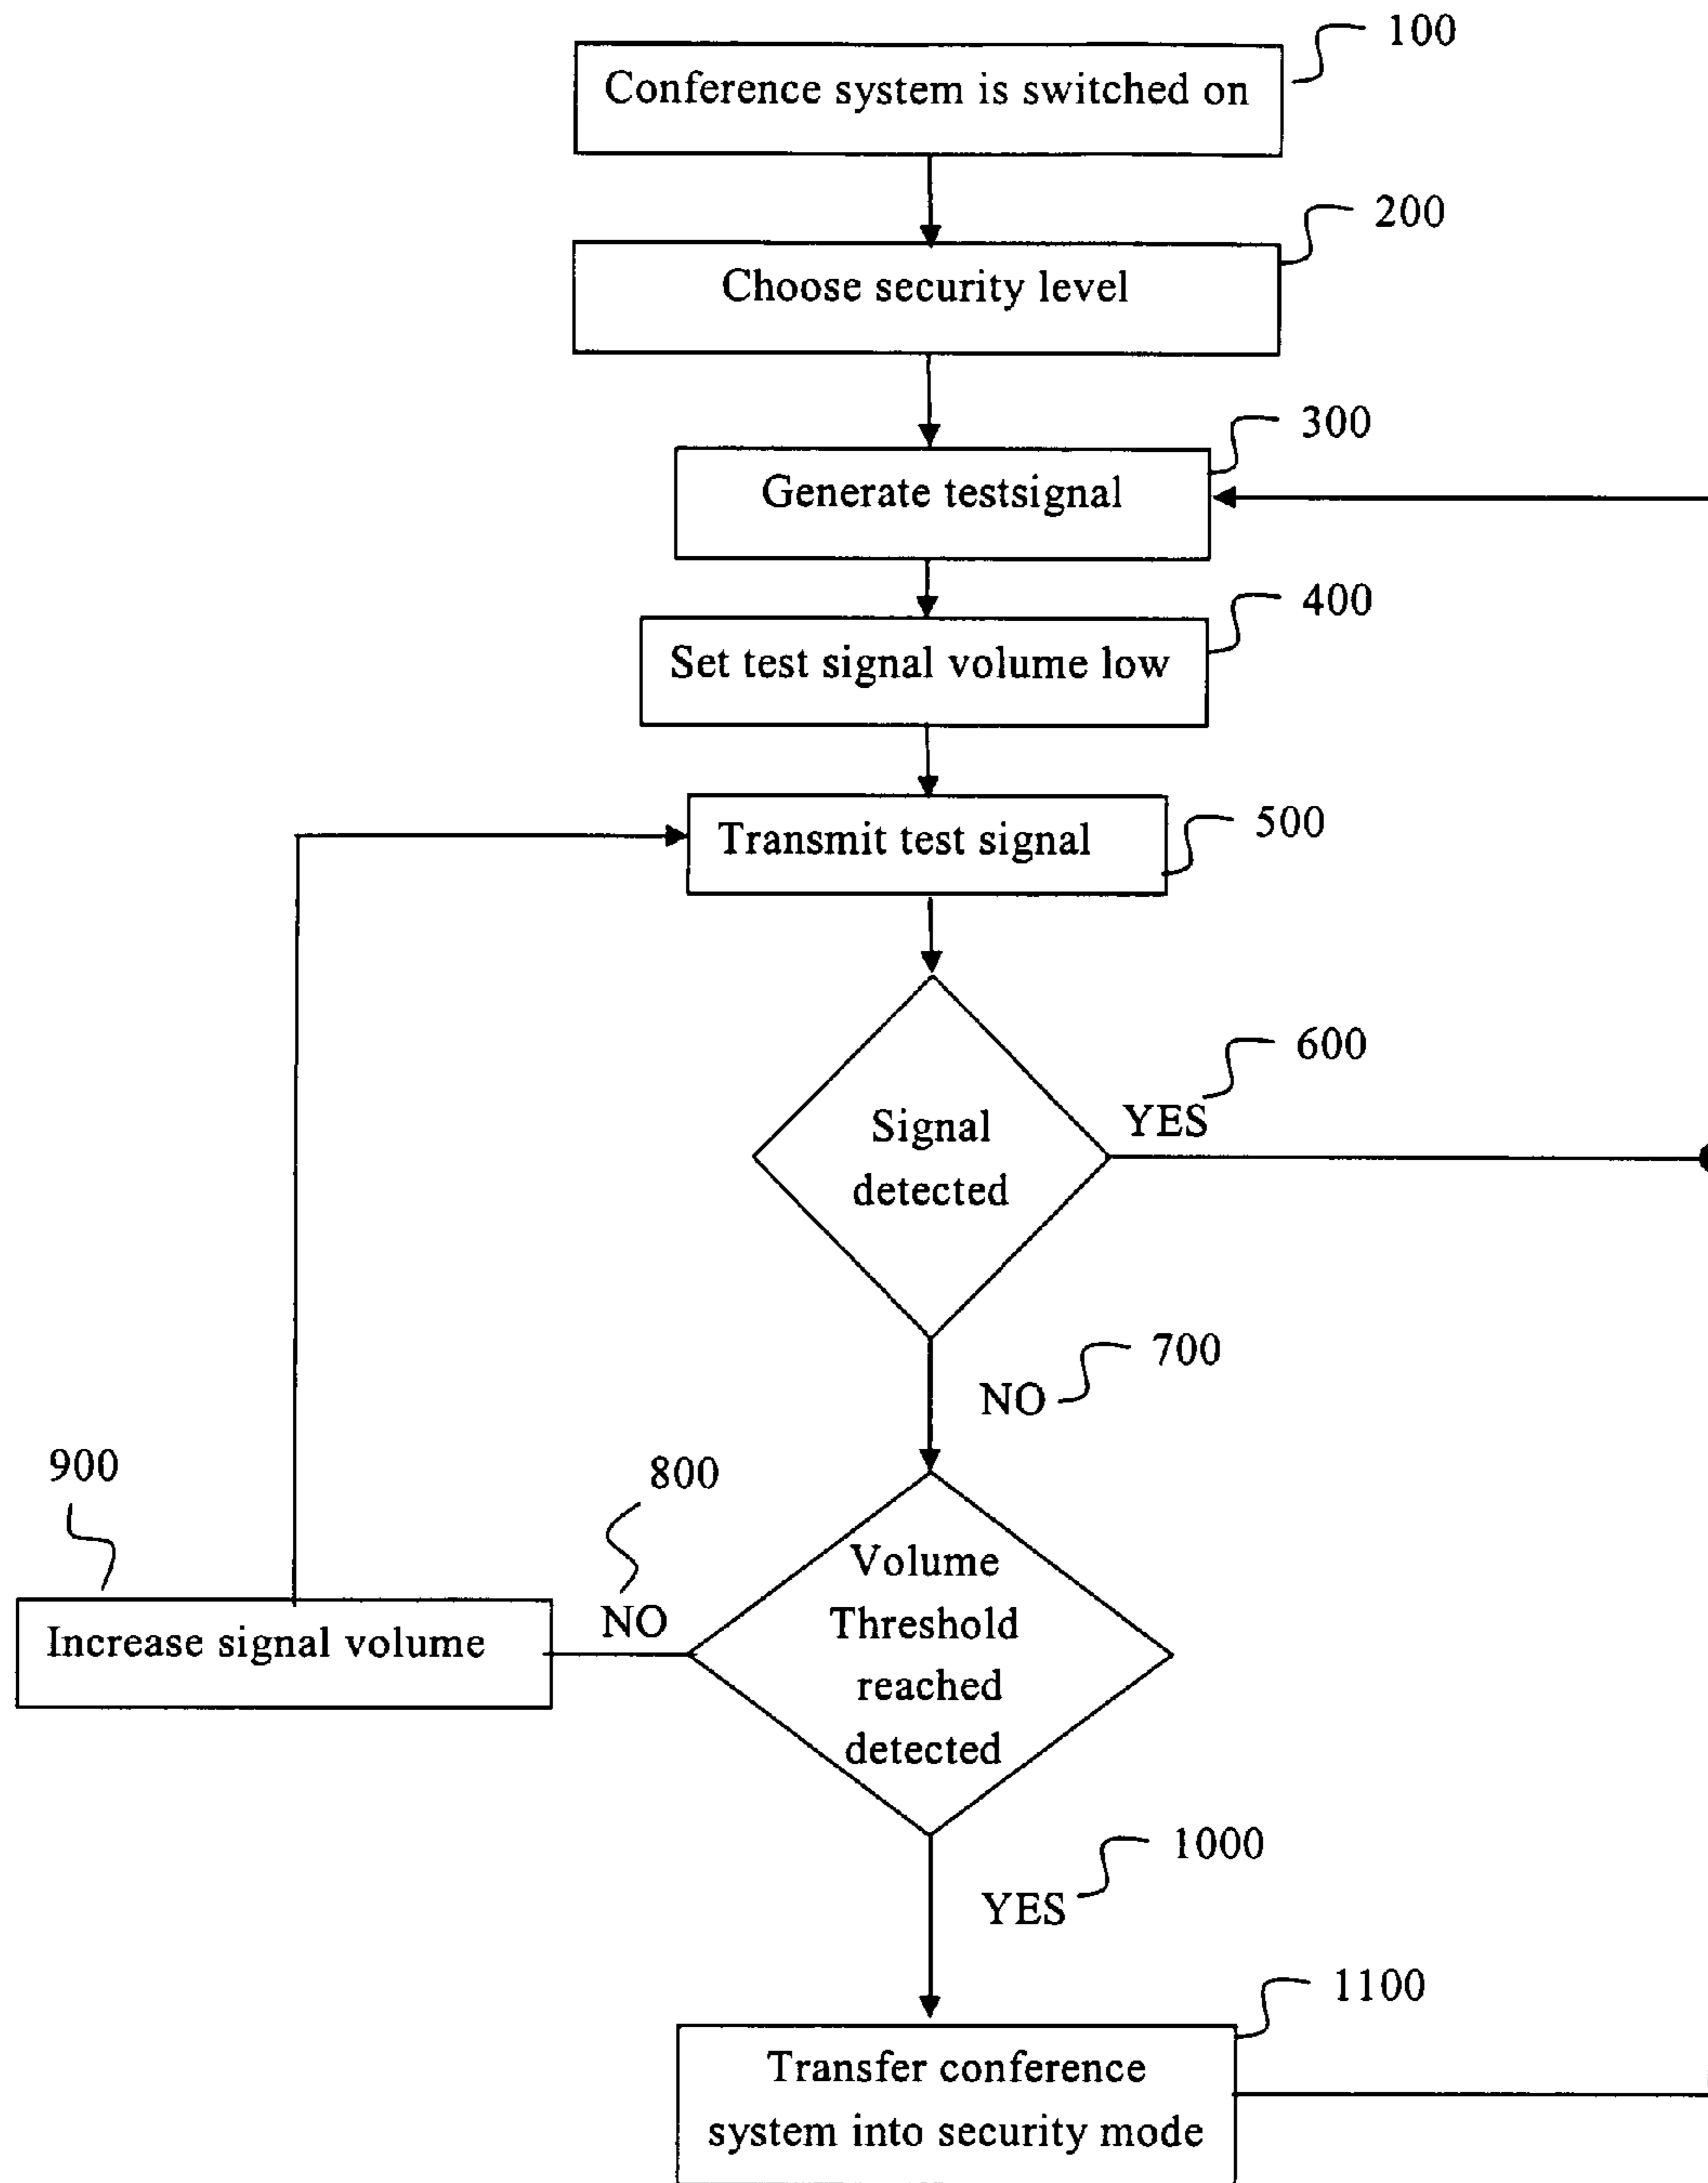 100
Conference system is switched on
200
Choose security level
300
Generate testsignal
400
Set test signal volume low
Transmit test signal
500
600
YES
Signal
detected
700
NO
900
800
Volume
Threshold
reached
detected
NO
Increase signal volume
1000
YES
1100
Transfer conference
system into security mode